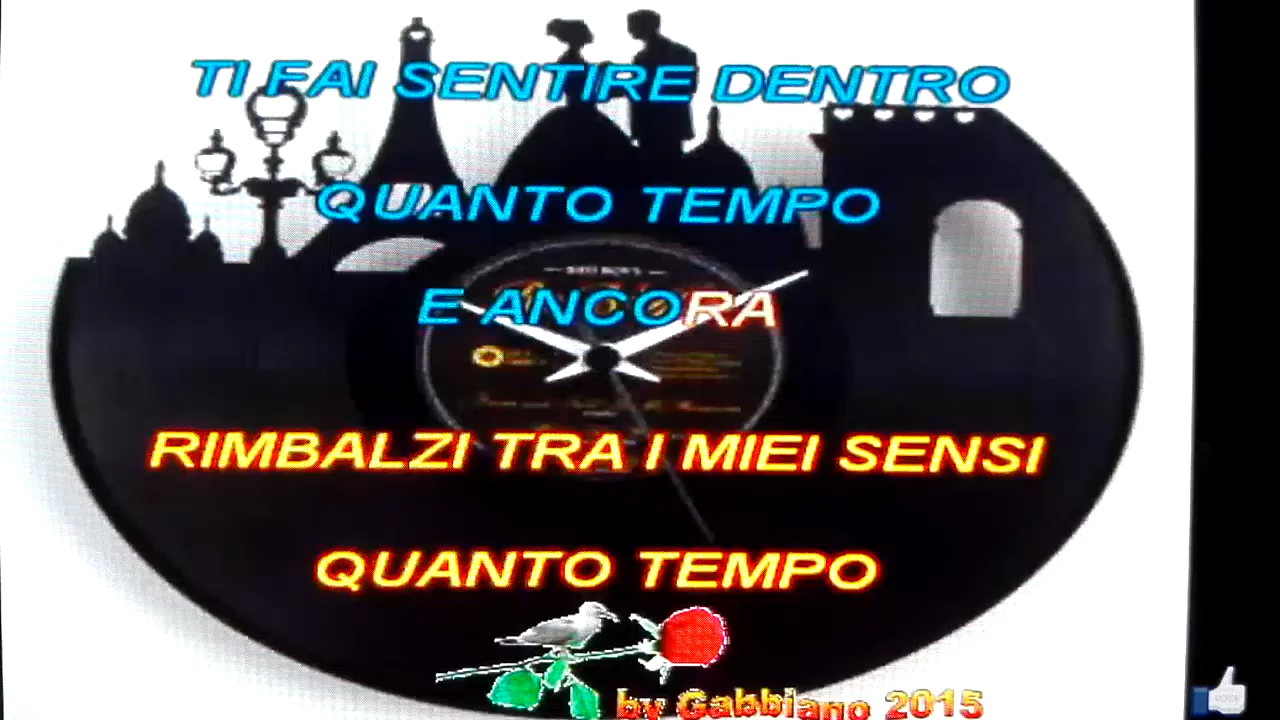 TI FAI SENTIRE DENTRO
QUANTO TEMPO
E ANCORA
RIMBALZI TRA I MIEI SENSI
QUANTO TEMPO
by Gabbiano 2015